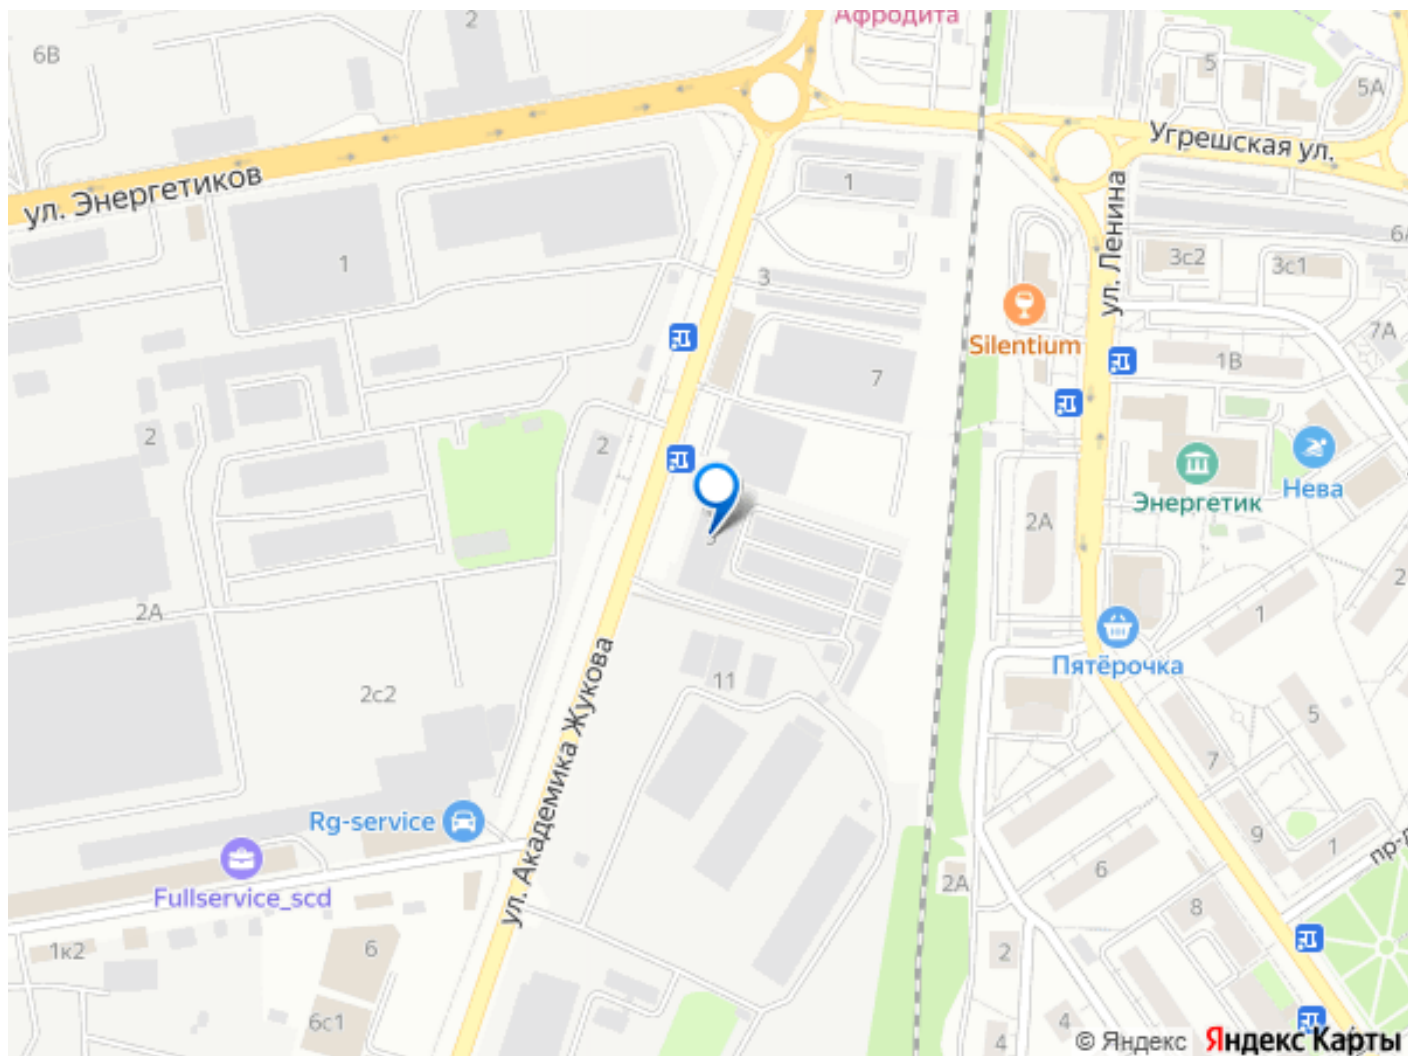 Афродита
2
6В
5
5А
Угрешская ул.
ул. Энергетиков
1
ул. Ленина
6А
3с2
3с1
1
3
Silentium
7А
1В
7
2
2
Энергетик
Нева
2А
2А
1
2
Пятёрочка
11
2с2
ул. Академика Жукова
5
7
Rg-service
9
1
Fullservice_scd
6
2А
8
1к2
6
2
6с1
4
4
© Яндекс Яндекс Карты